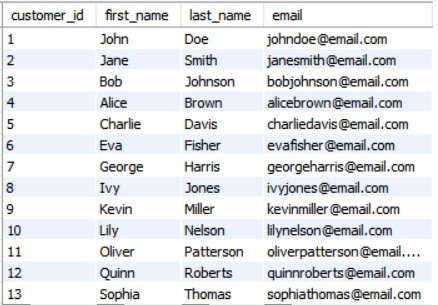 customer_id first_name last_name email
1 John Doe johndoe@email.com
2 Jane Smith janesmith@email.com
3 Bob Johnson bobjohnson@email.com
4 Alice Brown alicebrown@email.com
5 Charlie Davis charliedavis@email.com
6 Eva Fisher evafisher@email.com
7 George Harris georgeharris@email.com
8 Ivy Jones ivyjones@email.com
9 Kevin Miller kevinmiller@email.com
10 Lily Nelson lilynelson@email.com
11 Oliver Patterson oliverpatterson@email....
12 Quinn Roberts quinnroberts@email.com
13 Sophia Thomas sophiathomas@email.com